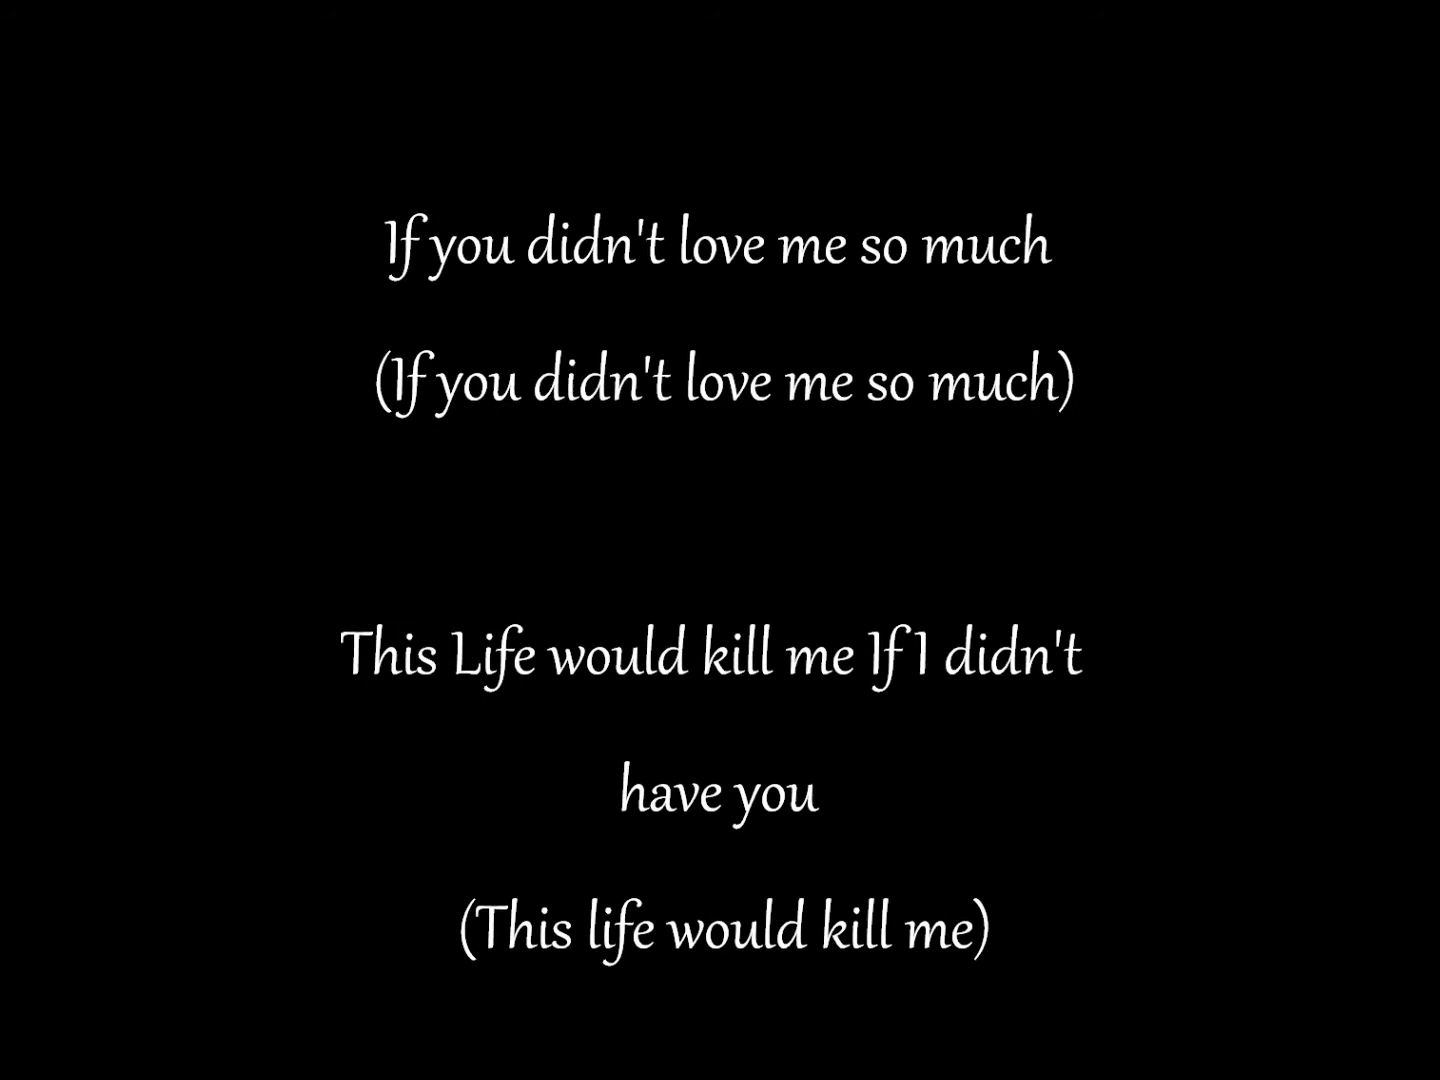 If you didn't love me so much
(If you didn't love me so much)
This Life would kill me If I didn't
have you
(This life would kill me)